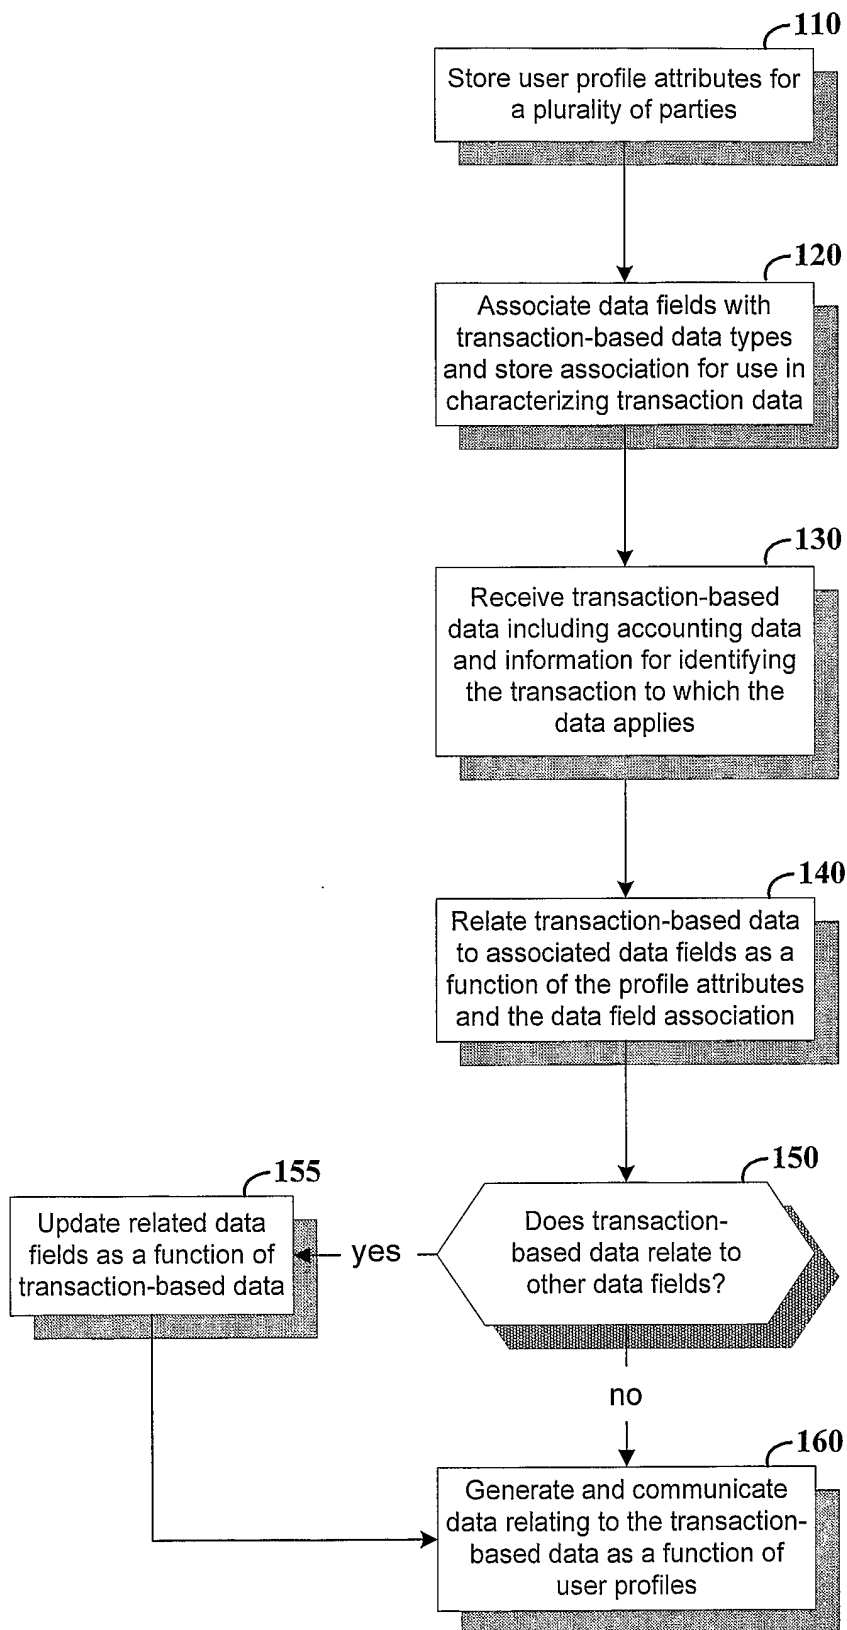 110
Store user profile attributes for
a plurality of parties
120
Associate data fields with
transaction-based data types
and store association for use in
characterizing transaction data
130
Receive transaction-based
data including accounting data
and information for identifying
the transaction to which the
data applies
140
Relate transaction-based data
to associated data fields as a
function of the profile attributes
and the data field association
150
Does transaction-
based data relate to
other data fields?
yes
155
Update related data
fields as a function of
transaction-based data
no
160
Generate and communicate
data relating to the transaction-
based data as a function of
user profiles